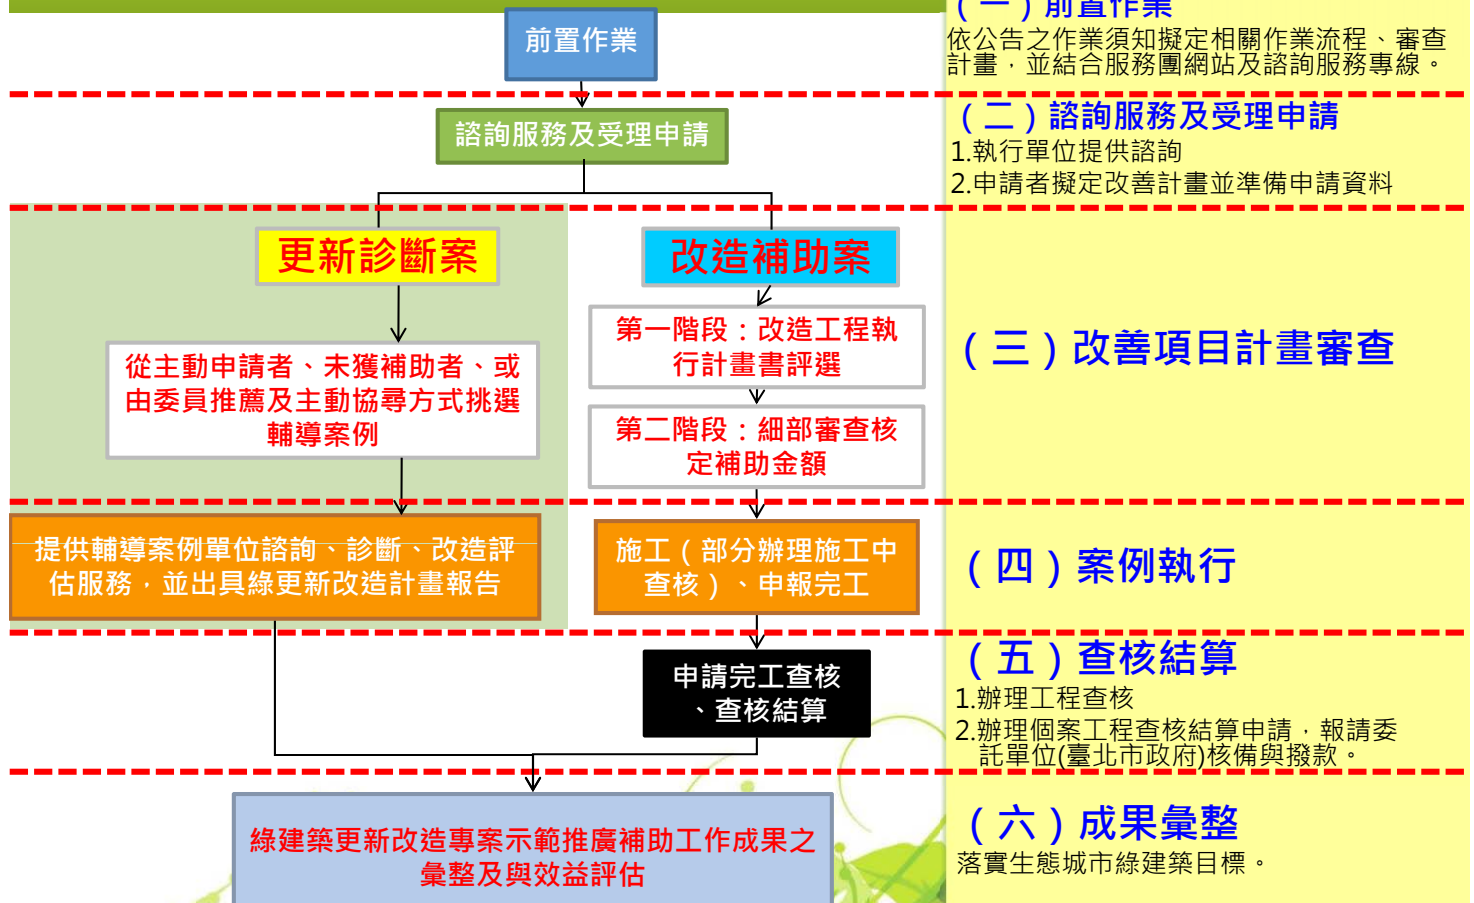 前置作業
諮詢服務及受理申請
更新診斷案
從主動申請者、未獲補助者、或
由委員推薦及主動協尋方式挑選
輔導案例
提供輔導案例單位諮詢、診斷、改造評
估服務，並出具綠更新改造計畫報告
改造補助案
第一階段：改造工程執
行計畫書評選
第二階段：細部審查核
定補助金額
施工（部分辦理施工中
查核）、申報完工
申請完工查核
、查核結算
綠建築更新改造專案示範推廣補助工作成果之
彙整及與效益評估
（一）前置作業
依公告之作業須知擬定相關作業流程、審查
計畫，並結合服務團網站及諮詢服務專線。
（二）諮詢服務及受理申請
1.執行單位提供諮詢
2.申請者擬定改善計畫並準備申請資料
（三）改善項目計畫審查
（四）案例執行
（五）查核結算
1.辦理工程查核
2.辦理個案工程查核結算申請，報請委
託單位(臺北市政府)核備與撥款。
（六）成果彙整
落實生態城市綠建築目標。